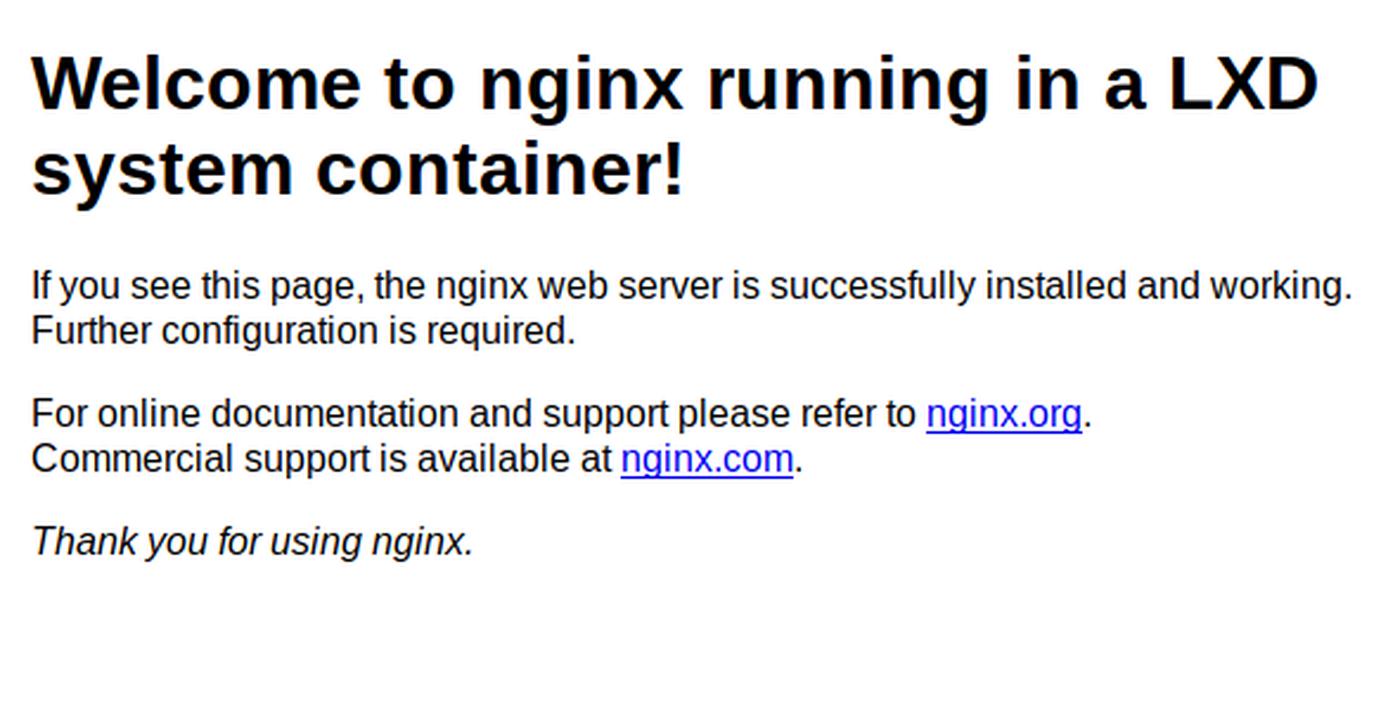 Welcome to nginx running in a LXD
system container!
If you see this page, the nginx web server is successfully installed and working.
Further configuration is required.
For online documentation and support please refer to nginx.org.
Commercial support is available at nginx.com.
Thank you for using nginx.